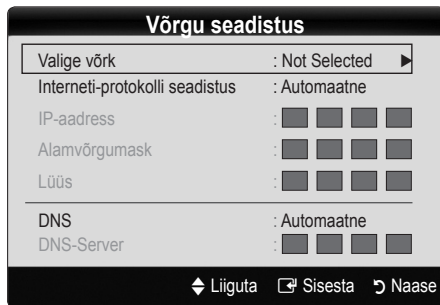 Võrgu seadistus
Valige võrk : Not Selected
Interneti-protokolli seadistus : Automaatne
IP-aadress :
Alamvõrgumask :
Lüüs :
DNS : Automaatne
DNS-Server :
Liiguta Sisesta Naase